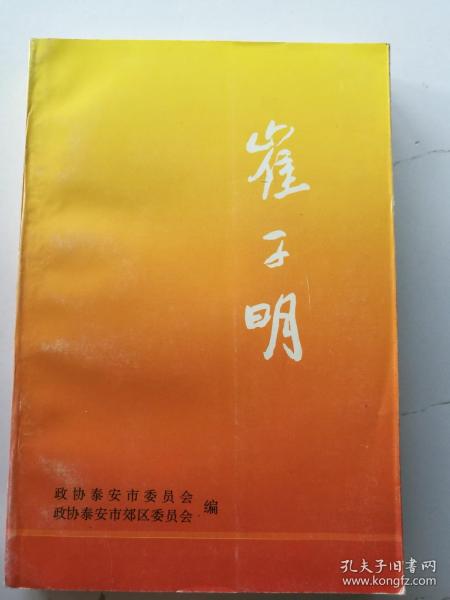 崔子明
政协泰安市委员会
政协泰安市郊区委员会 编
孔夫子旧书网
www.kongfz.com